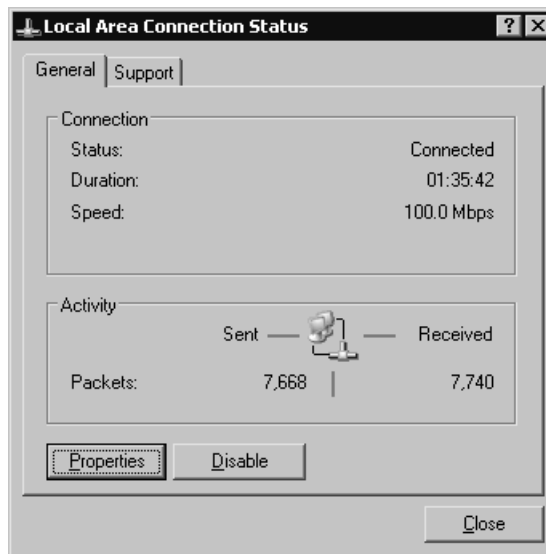 Local Area Connection Status
General Support
Connection
Status: Connected
Duration: 01:35:42
Speed: 100.0 Mbps
Activity
Sent Received
Packets: 7,668 7,740
Properties Disable
Close